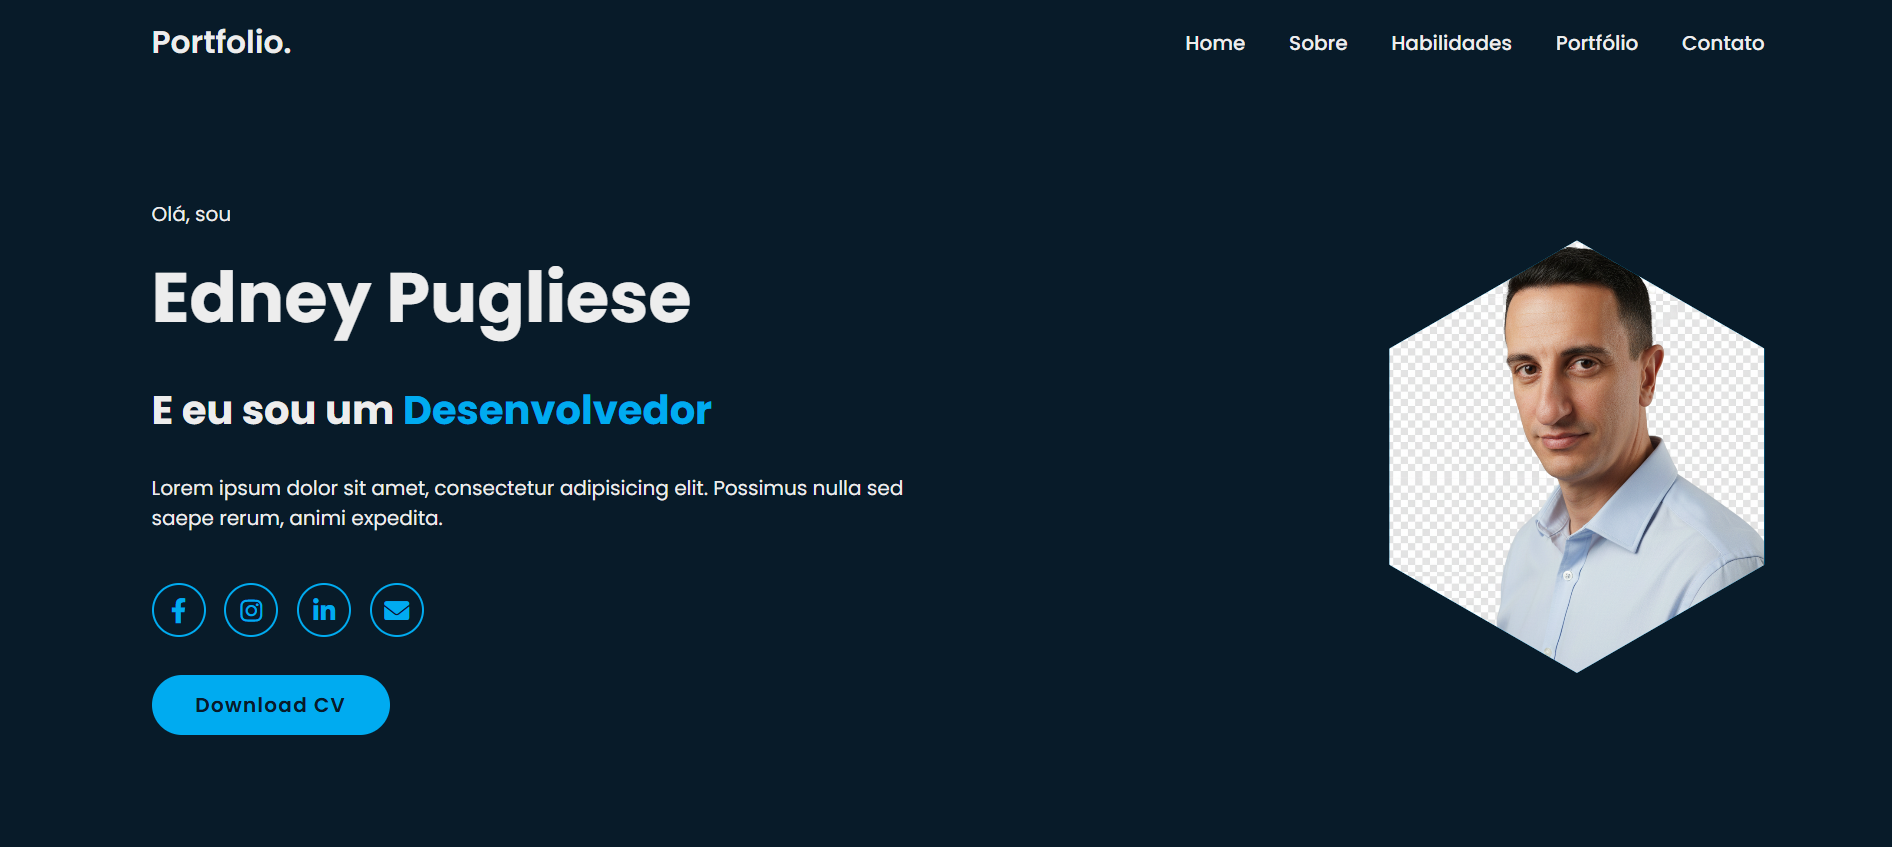 Portfolio.
Home Sobre Habilidades Portfólio Contato
Olá, sou
Edney Pugliese
E eu sou um Desenvolvedor
Lorem ipsum dolor sit amet, consectetur adipisicing elit. Possimus nulla sed
saepe rerum, animi expedita.
Download CV